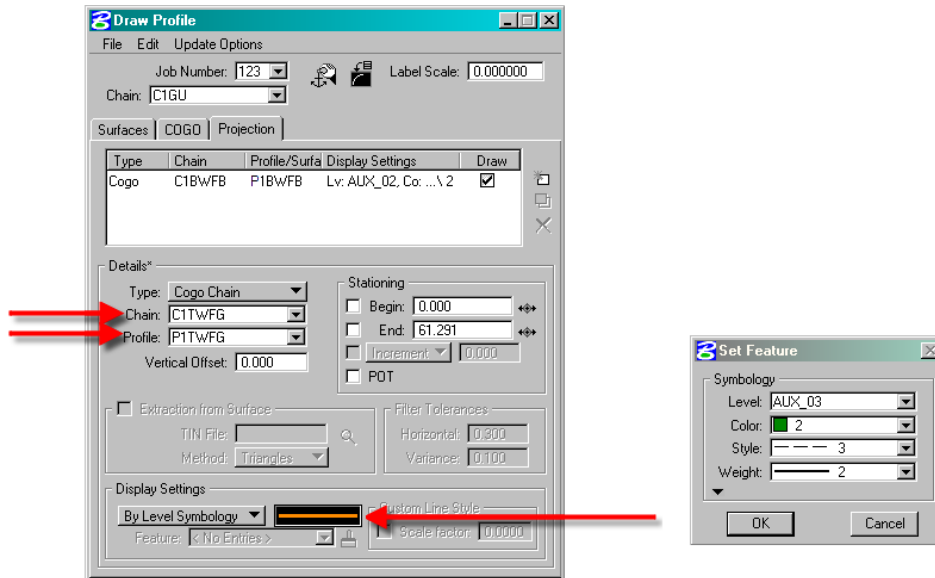 Draw Profile
File Edit Update Options
Job Number: 123
Label Scale: 0.000000
Chain: C1GU
Surfaces COGO Projection
Type Chain Profile/Surfa Display Settings Draw
Cogo C1BWFB P1BWFB Lv: AUX_02, Co: ...\ 2
Details*
Type: Cogo Chain
Chain: C1TWFG
Profile: P1TWFG
Vertical Offset: 0.000
Stationing
Begin: 0.000
End: 61.291
Increment 0.000
POT
Extraction from Surface
TIN File:
Method: Triangles
Filter Tolerances
Horizontal: 0.300
Variance: 0.100
Display Settings
By Level Symbology
Feature: < No Entries >
Custom Line Style
Scale factor: 0.0000
Set Feature
Symbology
Level: AUX_03
Color: 2
Style: 3
Weight: 2
OK Cancel